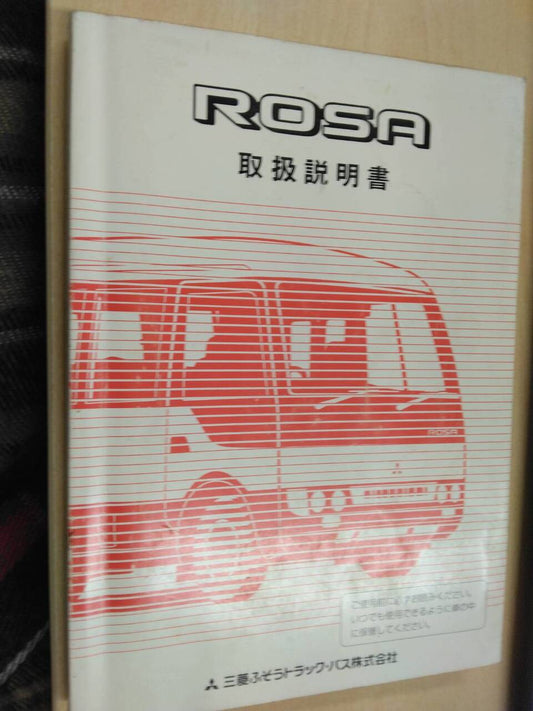 ROSA
取扱説明書
ROSA
ご使用前に必ずお読みください。
いつでも使用できるように車の中
に保管してください。
三菱ふそうトラック・バス株式会社